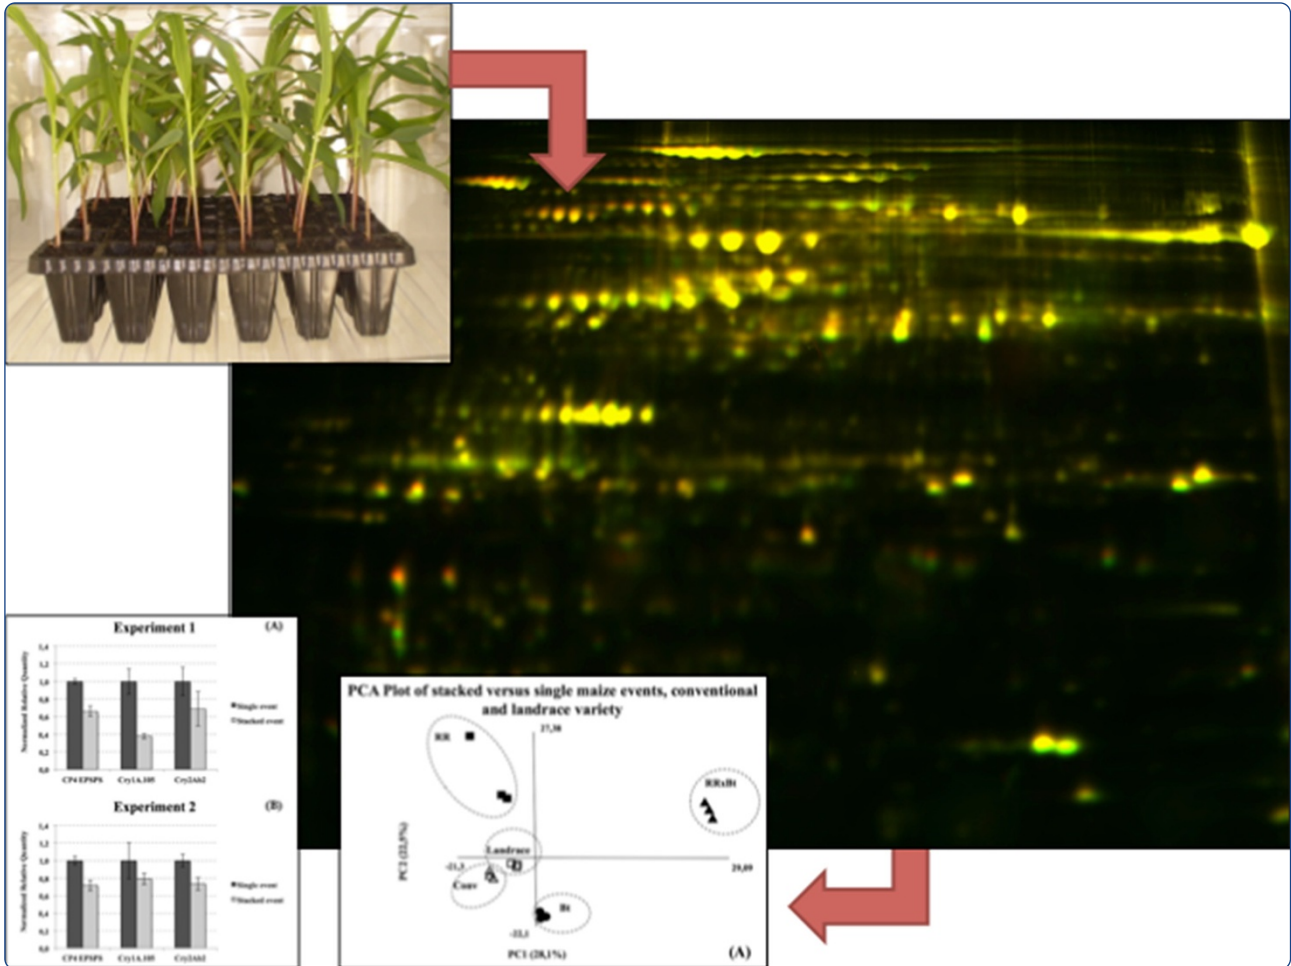 Experiment 1
(A)
Normalized Relative Quantity
1,4
1,2
1,0
0,8
0,6
0,4
0,2
0,0
Single event
Stacked event
CP4 EPSPS Cry1A.105 Cry2Ab2
Experiment 2
(B)
Normalized Relative Quantity
1,4
1,2
1,0
0,8
0,6
0,4
0,2
0,0
Single event
Stacked event
CP4 EPSPS Cry1A.105 Cry2Ab2
PCA Plot of stacked versus single maize events, conventional
and landrace variety
27,38
RR
RRxBt
PC2 (22,5%)
Landrace
-21,3
29,09
Conv
Bt
-22,1
PC1 (28,1%)
(A)